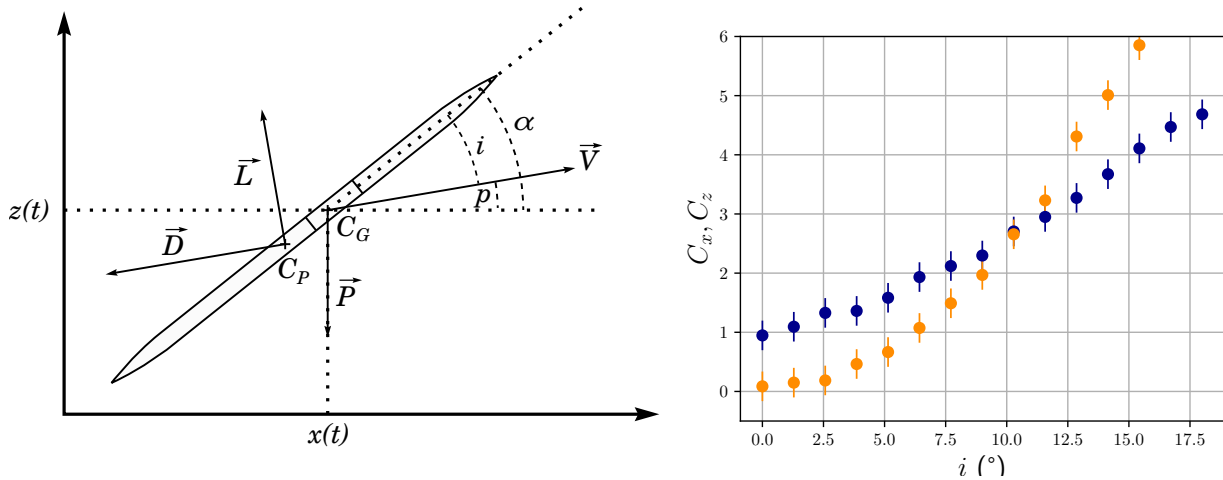 z(t)
x(t)
L⃗
D⃗
C_P
C_G
P⃗
V⃗
i
p
α
C_x, C_z
6
5
4
3
2
1
0
0.0 2.5 5.0 7.5 10.0 12.5 15.0 17.5
i (°)